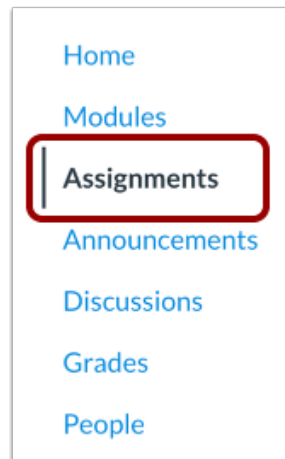 Home
Modules
Assignments
Announcements
Discussions
Grades
People